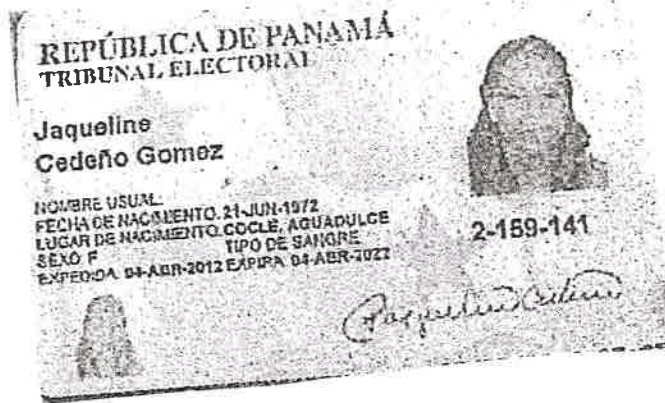 REPÚBLICA DE PANAMÁ
TRIBUNAL ELECTORAL
Jaqueline
Cedeño Gomez
NOMBRE USUAL:
FECHA DE NACIMIENTO: 21-JUN-1972
LUGAR DE NACIMIENTO: COCLÉ, AGUADULCE
SEXO: F TIPO DE SANGRE
EXPEDIDA: 04-ABR-2012 EXPIRA: 04-ABR-2022
2-159-141